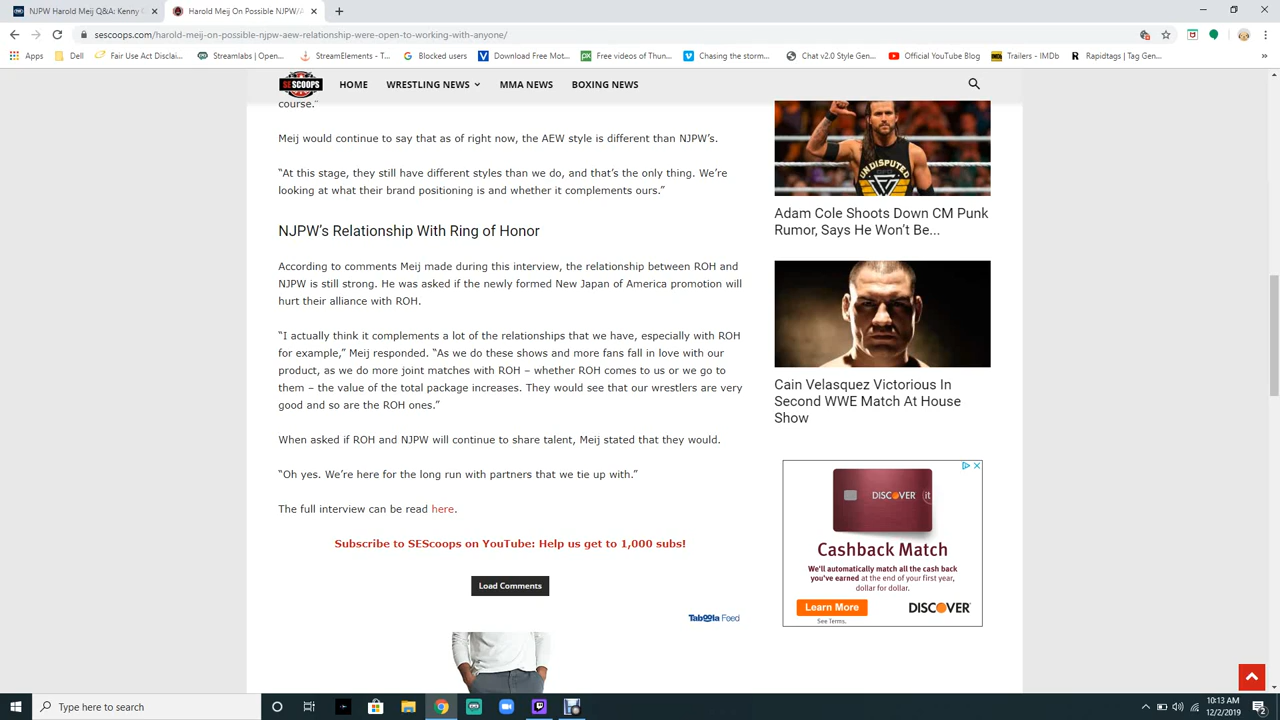 NJPW Harold Meij Q&A: Kenny O
Harold Meij On Possible NJPW/A
sescoops.com/harold-meij-on-possible-njpw-aew-relationship-were-open-to-working-with-anyone/
Apps
Dell
Fair Use Act Disclai...
Streamlabs | Open...
StreamElements - T...
Blocked users
Download Free Mot...
Free videos of Thun...
Chasing the storm...
Chat v2.0 Style Gen...
Official YouTube Blog
Trailers - IMDb
Rapidtags | Tag Gen...
SESCOOPS
HOME
WRESTLING NEWS
MMA NEWS
BOXING NEWS
course.”
Meij would continue to say that as of right now, the AEW style is different than NJPW’s.
“At this stage, they still have different styles than we do, and that’s the only thing. We’re
looking at what their brand positioning is and whether it complements ours.”
NJPW’s Relationship With Ring of Honor
According to comments Meij made during this interview, the relationship between ROH and
NJPW is still strong. He was asked if the newly formed New Japan of America promotion will
hurt their alliance with ROH.
“I actually think it complements a lot of the relationships that we have, especially with ROH
for example,” Meij responded. “As we do these shows and more fans fall in love with our
product, as we do more joint matches with ROH – whether ROH comes to us or we go to
them – the value of the total package increases. They would see that our wrestlers are very
good and so are the ROH ones.”
When asked if ROH and NJPW will continue to share talent, Meij stated that they would.
“Oh yes. We’re here for the long run with partners that we tie up with.”
The full interview can be read here.
Subscribe to SEScoops on YouTube: Help us get to 1,000 subs!
Load Comments
Taboola Feed
UNDISPUTED
Adam Cole Shoots Down CM Punk
Rumor, Says He Won’t Be...
Cain Velasquez Victorious In
Second WWE Match At House
Show
DISCOVER it
Cashback Match
We'll automatically match all the cash back
you've earned at the end of your first year,
dollar for dollar.
Learn More
DISCOVER
See Terms.
Type here to search
10:13 AM
12/2/2019
2